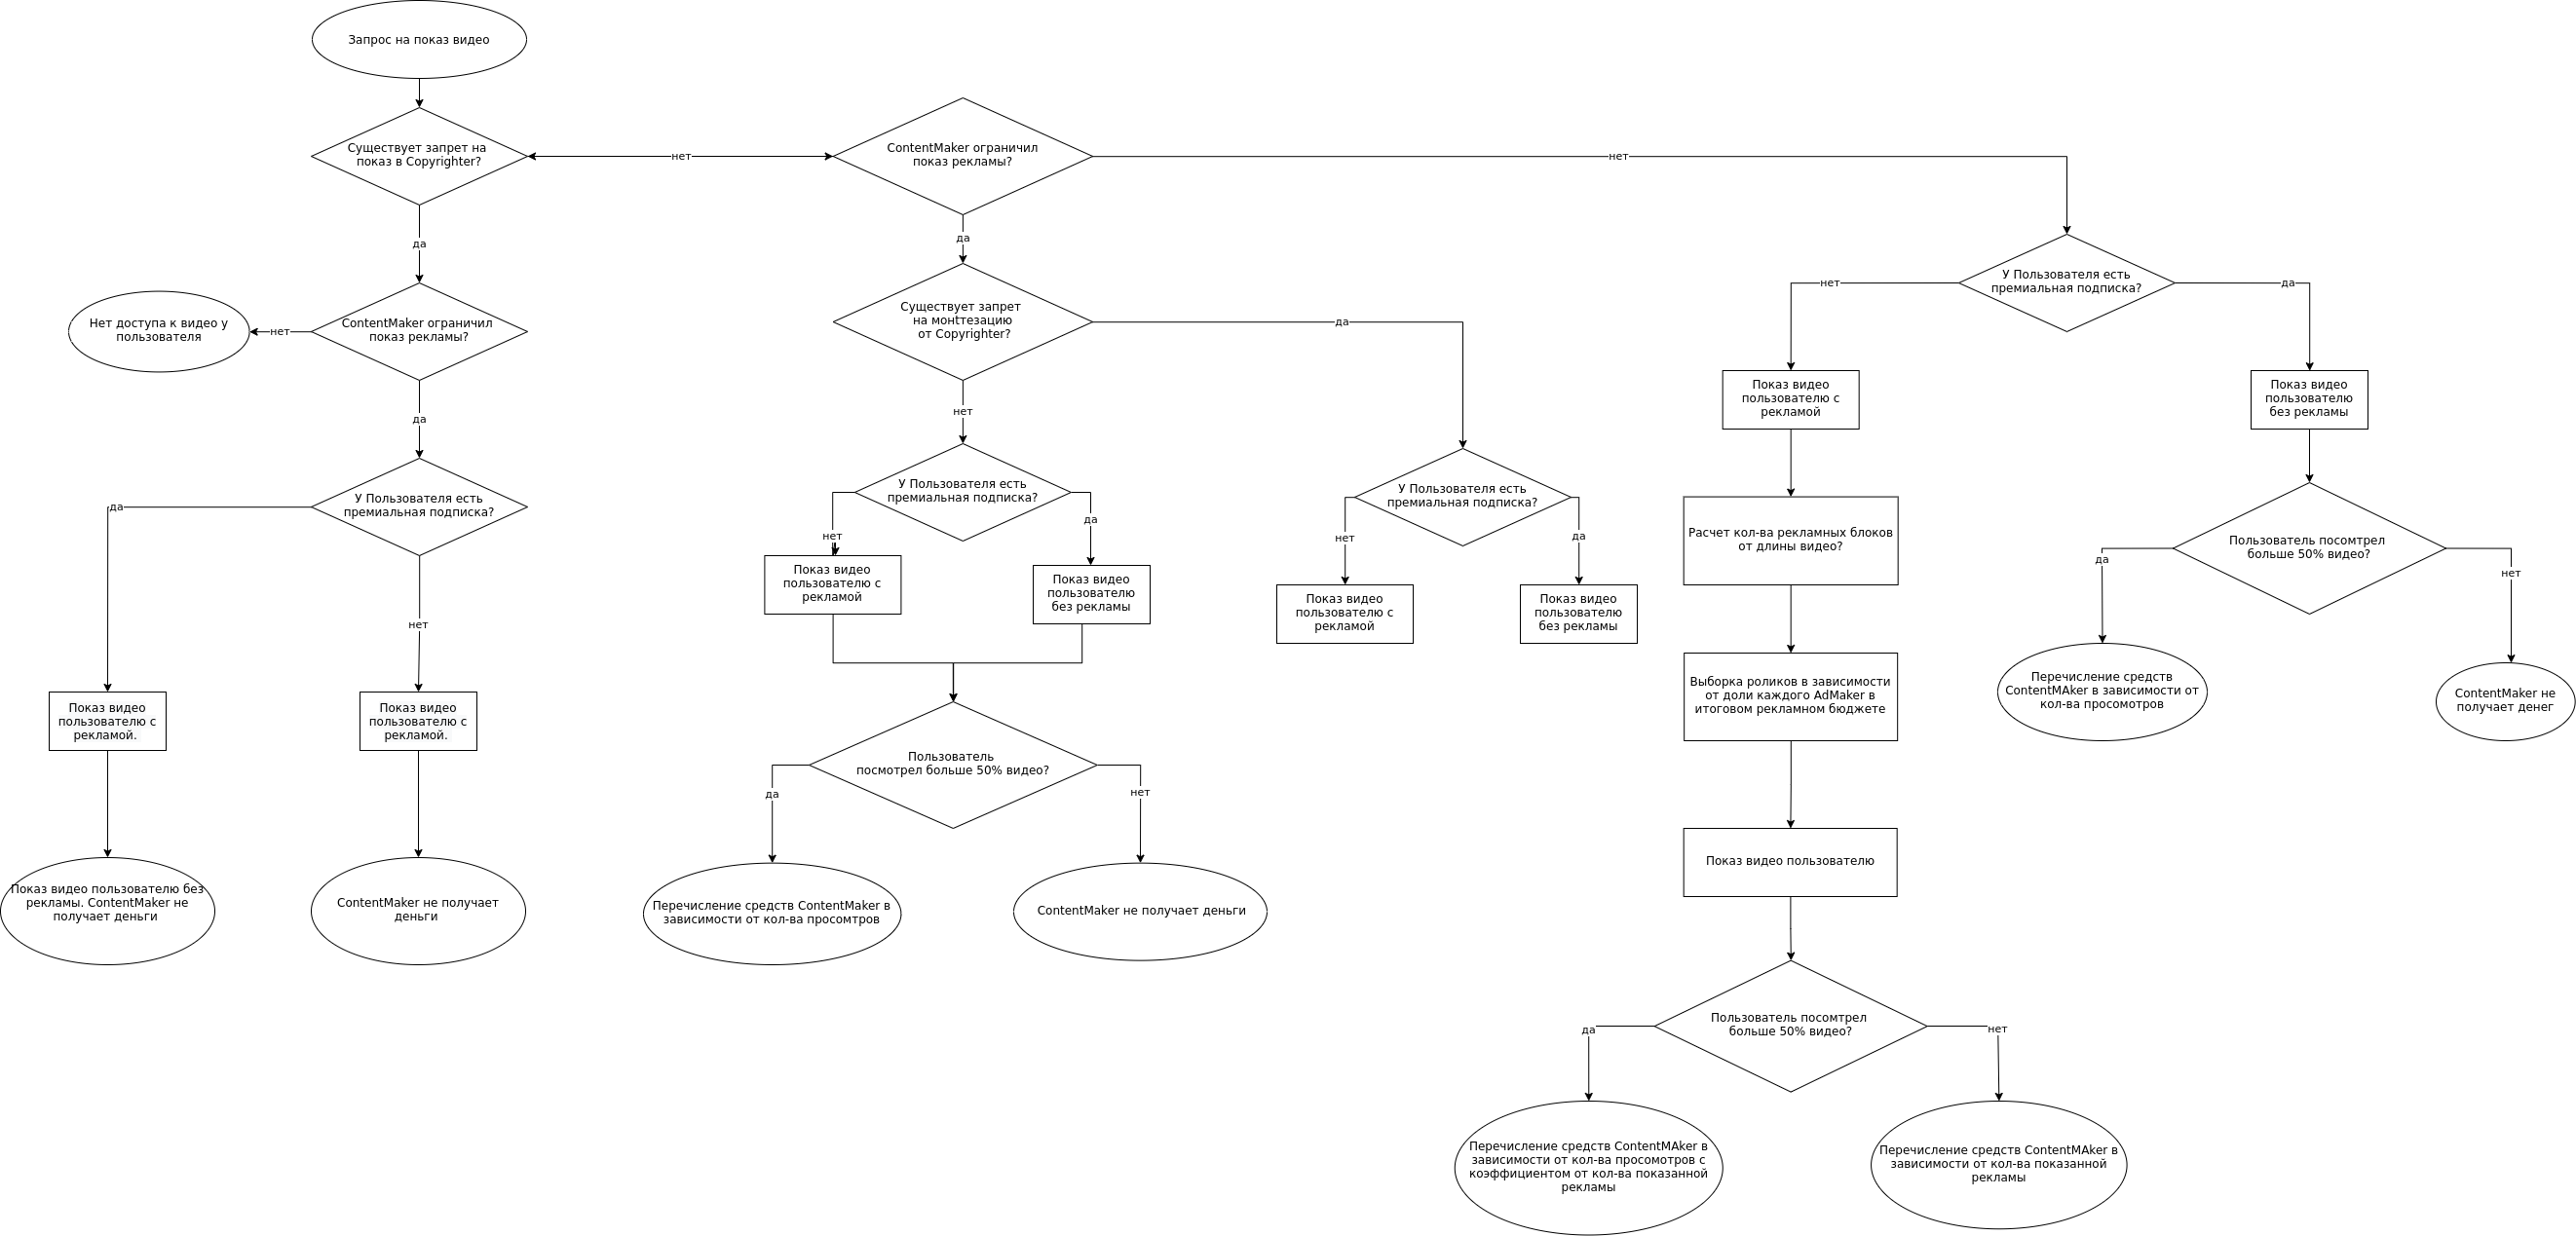 Запрос на показ видео
Существует запрет на
показ в Copyrighter?
нет
ContentMaker ограничил
показ рекламы?
нет
да
да
У Пользователя есть
премиальная подписка?
нет
да
Существует запрет
на монtтезацию
от Copyrighter?
да
Нет доступа к видео у
пользователя
нет
ContentMaker ограничил
показ рекламы?
Показ видео
пользователю с
рекламой
Показ видео
пользователю
без рекламы
да
нет
У Пользователя есть
премиальная подписка?
нет
да
У Пользователя есть
премиальная подписка?
нет
да
У Пользователя есть
премиальная подписка?
да
нет
Расчет кол-ва рекламных блоков
от длины видео?
Пользователь посомтрел
больше 50% видео?
да
нет
Показ видео
пользователю с
рекламой
Показ видео
пользователю
без рекламы
Показ видео
пользователю с
рекламой
Показ видео
пользователю
без рекламы
Показ видео
пользователю с
рекламой.
Показ видео
пользователю с
рекламой.
Выборка роликов в зависимости
от доли каждого AdMaker в
итоговом рекламном бюджете
Перечисление средств
ContentMAker в зависимости от
кол-ва просомотров
ContentMaker не
получает денег
Пользователь
посмотрел больше 50% видео?
да
нет
Показ видео пользователю
Показ видео пользователю без
рекламы. ContentMaker не
получает деньги
ContentMaker не получает
деньги
Перечисление средств ContentMaker в
зависимости от кол-ва просомтров
ContentMaker не получает деньги
Пользователь посомтрел
больше 50% видео?
да
нет
Перечисление средств ContentMAker в
зависимости от кол-ва просомотров с
коэффициентом от кол-ва показанной
рекламы
Перечисление средств ContentMAker в
зависимости от кол-ва показанной
рекламы